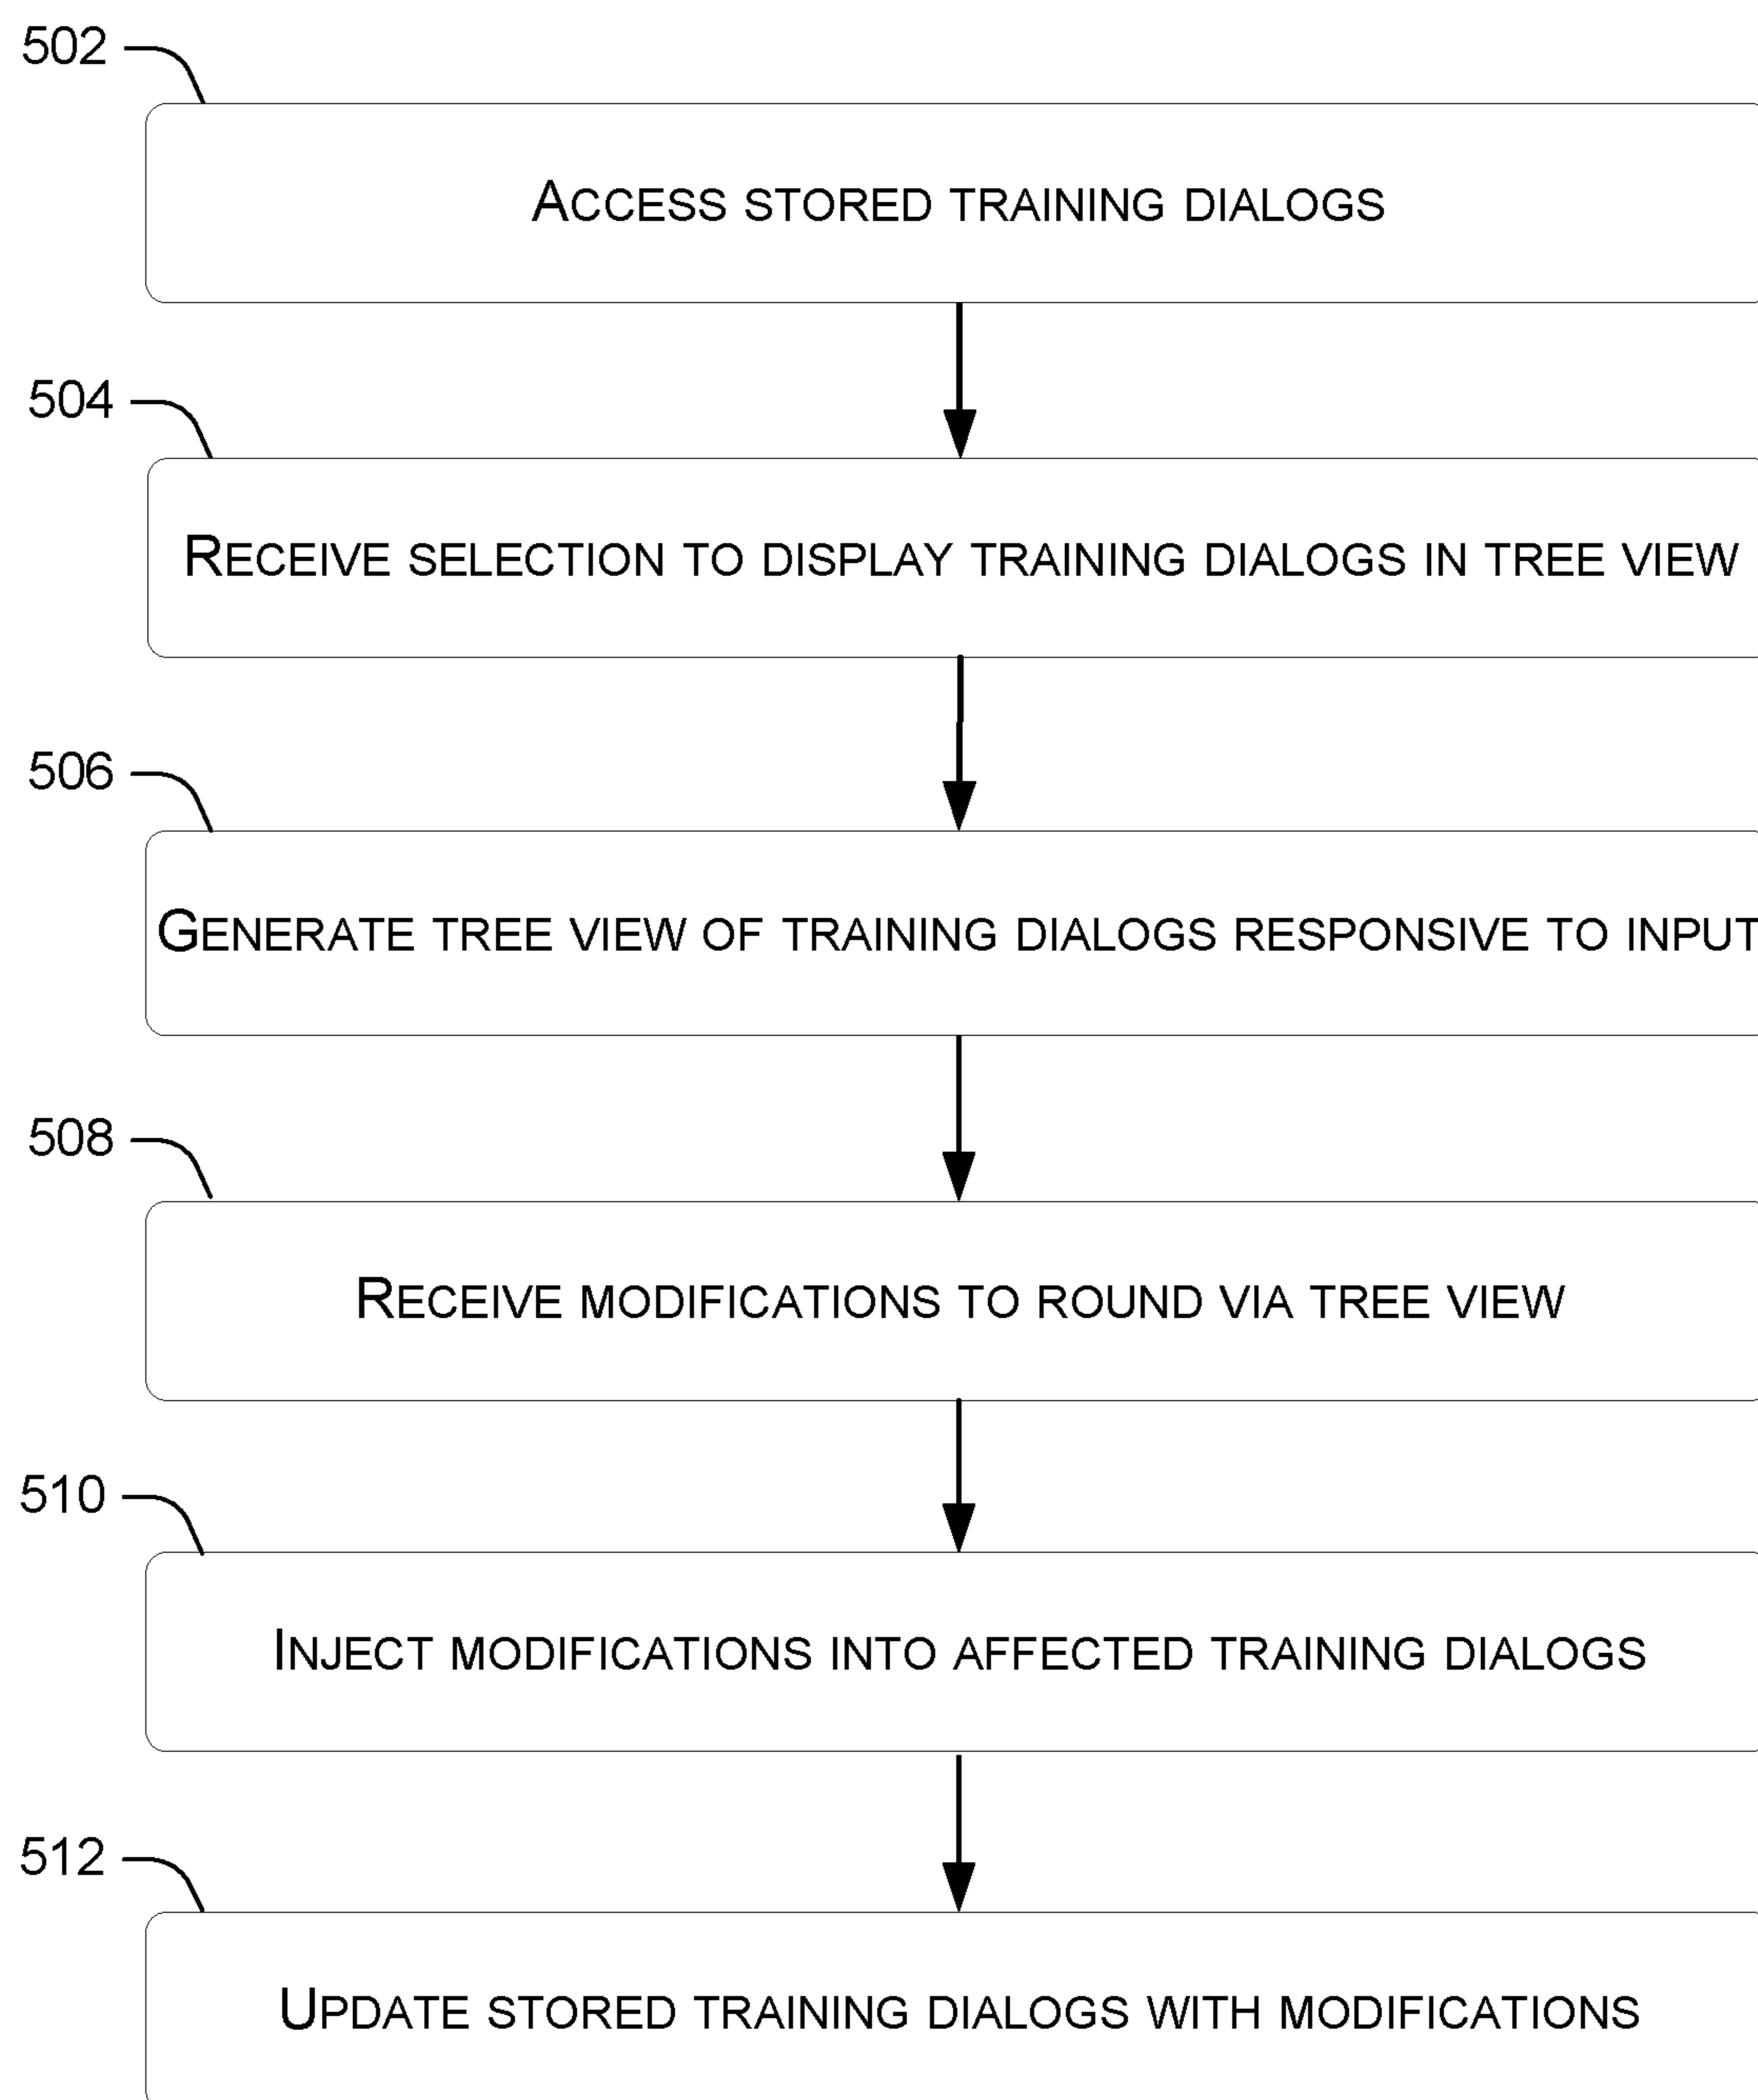 502
ACCESS STORED TRAINING DIALOGS
504
RECEIVE SELECTION TO DISPLAY TRAINING DIALOGS IN TREE VIEW
506
GENERATE TREE VIEW OF TRAINING DIALOGS RESPONSIVE TO INPUT
508
RECEIVE MODIFICATIONS TO ROUND VIA TREE VIEW
510
INJECT MODIFICATIONS INTO AFFECTED TRAINING DIALOGS
512
UPDATE STORED TRAINING DIALOGS WITH MODIFICATIONS